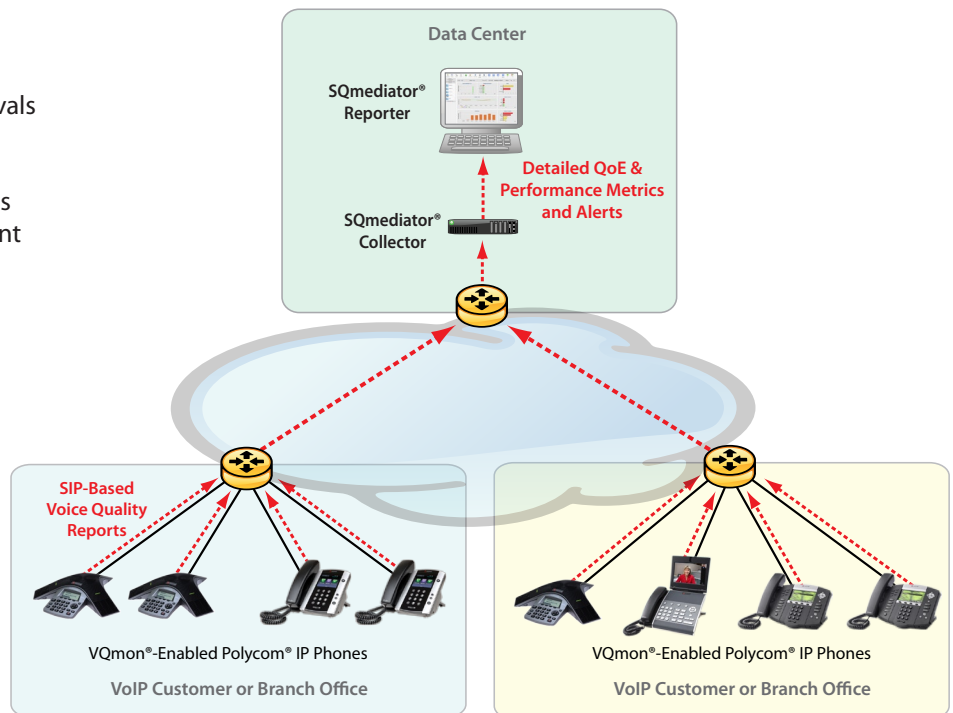 Data Center
vals
s
nt
SQmediator®
Reporter
Detailed QoE &
Performance Metrics
and Alerts
SQmediator®
Collector
SIP-Based
Voice Quality
Reports
VQmon®-Enabled Polycom® IP Phones
VoIP Customer or Branch Office
VQmon®-Enabled Polycom® IP Phones
VoIP Customer or Branch Office